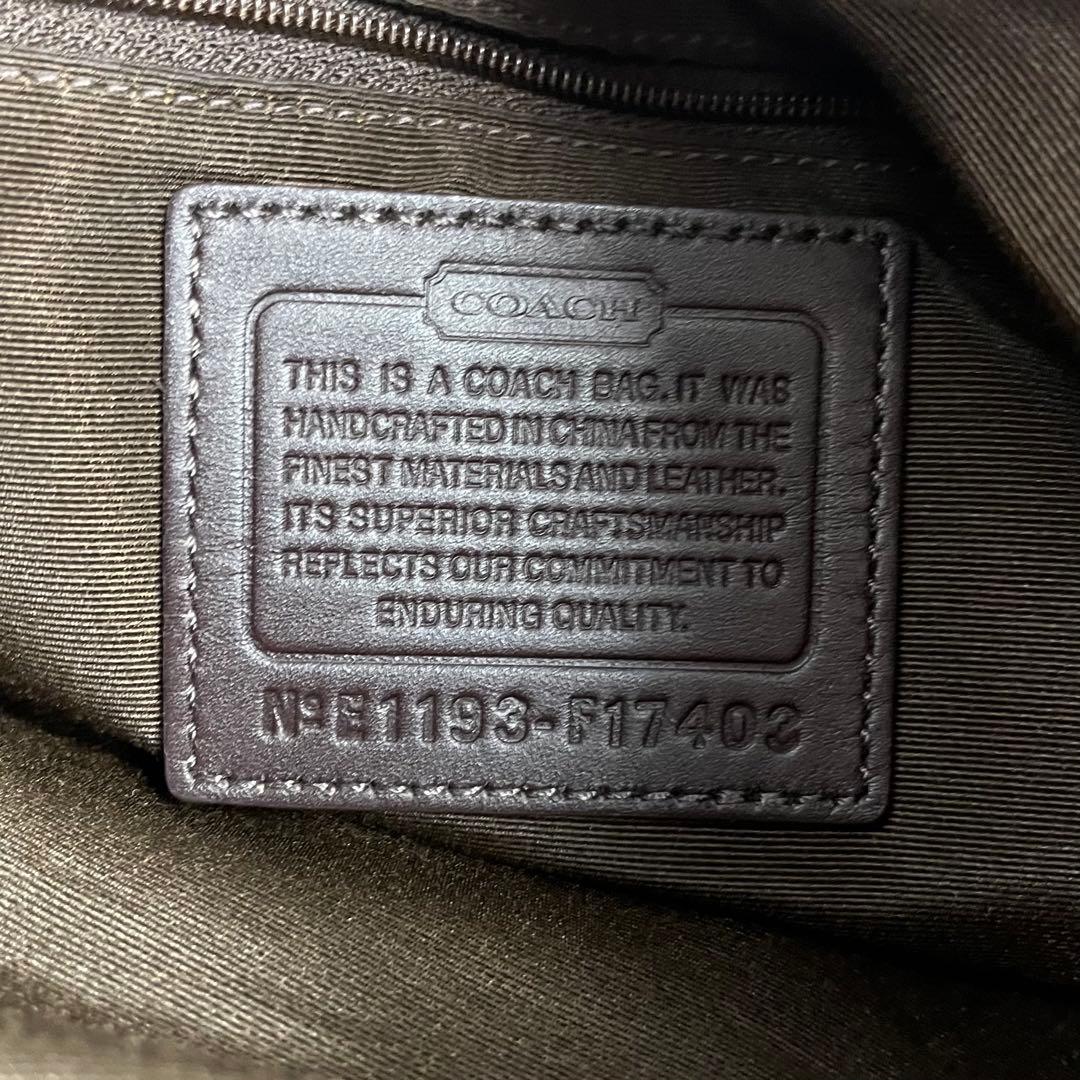 COACH
THIS IS A COACH BAG. IT WAS
HANDCRAFTED IN CHINA FROM THE
FINEST MATERIALS AND LEATHER.
ITS SUPERIOR CRAFTSMANSHIP
REFLECTS OUR COMMITMENT TO
ENDURING QUALITY.
Nº E1193-F17403